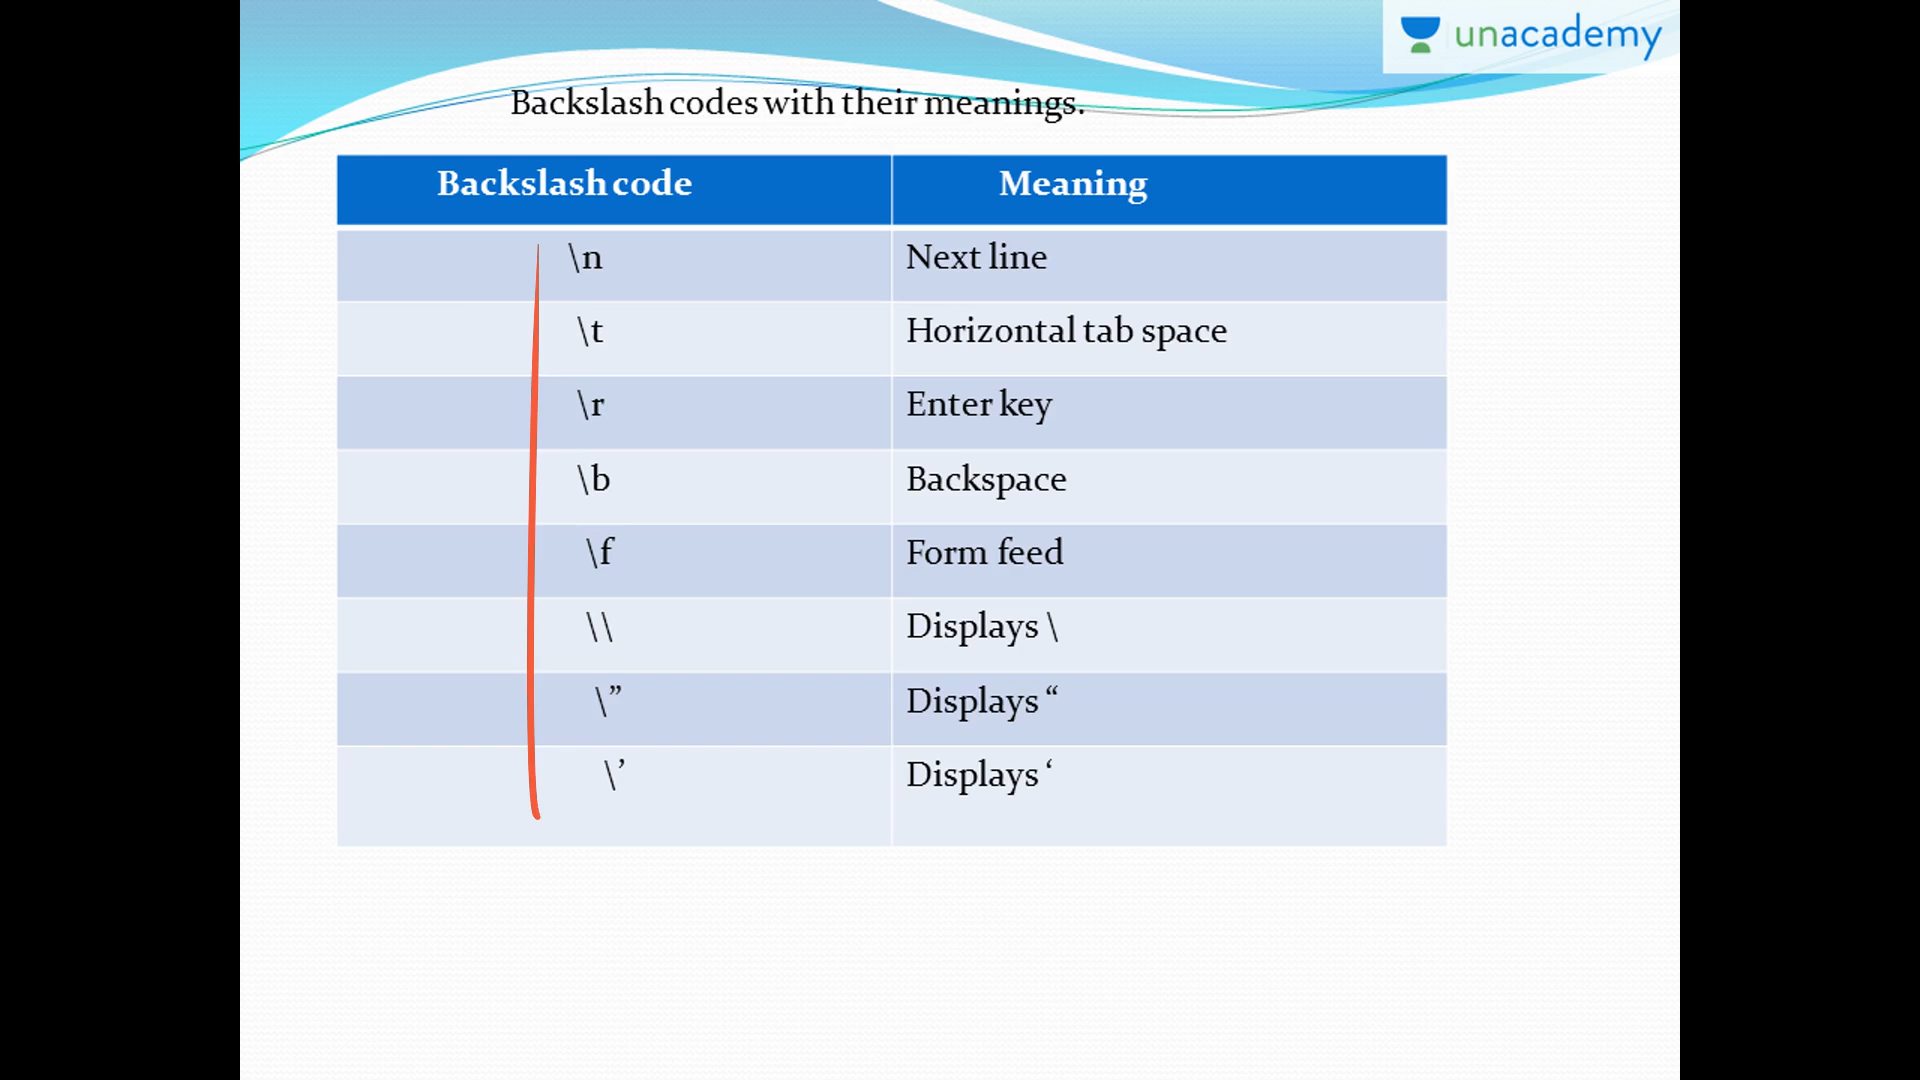 unacademy
Backslash codes with their meanings.
Backslash code Meaning
\n Next line
\t Horizontal tab space
\r Enter key
\b Backspace
\f Form feed
\\ Displays \
\” Displays “
\’ Displays ‘